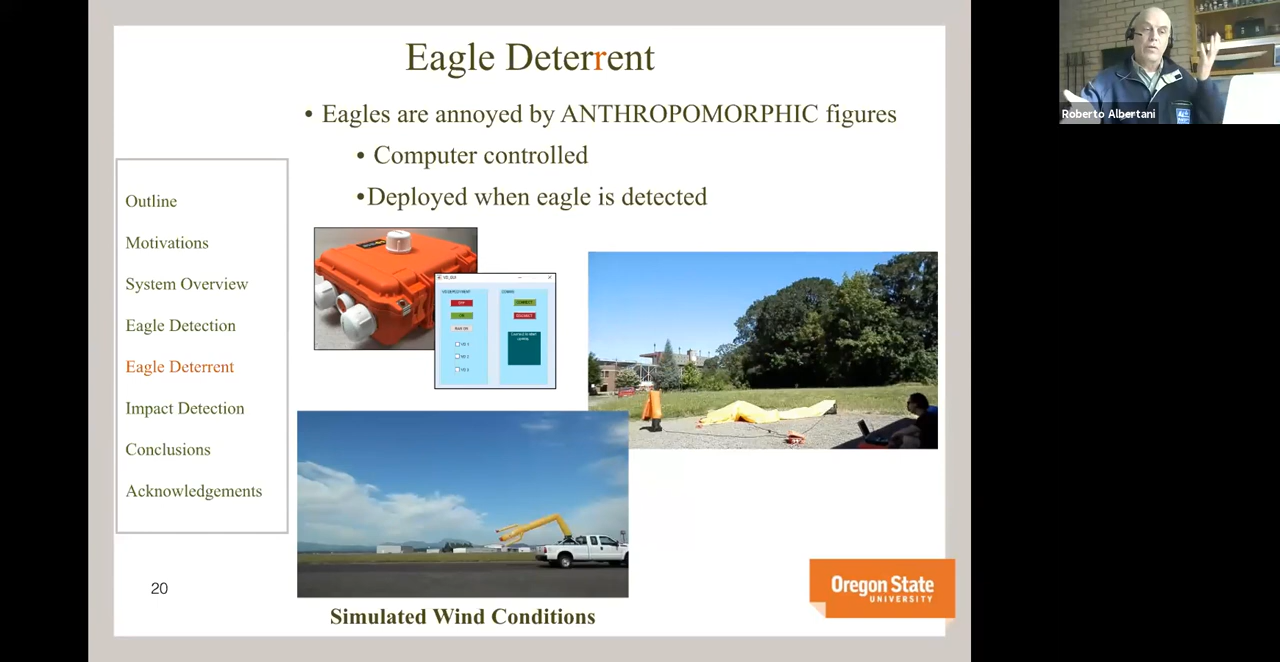 Eagle Deterrent
• Eagles are annoyed by ANTHROPOMORPHIC figures
• Computer controlled
•Deployed when eagle is detected
Outline
Motivations
System Overview
Eagle Detection
Eagle Deterrent
Impact Detection
Conclusions
Acknowledgements
20
Simulated Wind Conditions
Oregon State
UNIVERSITY
Roberto Albertani